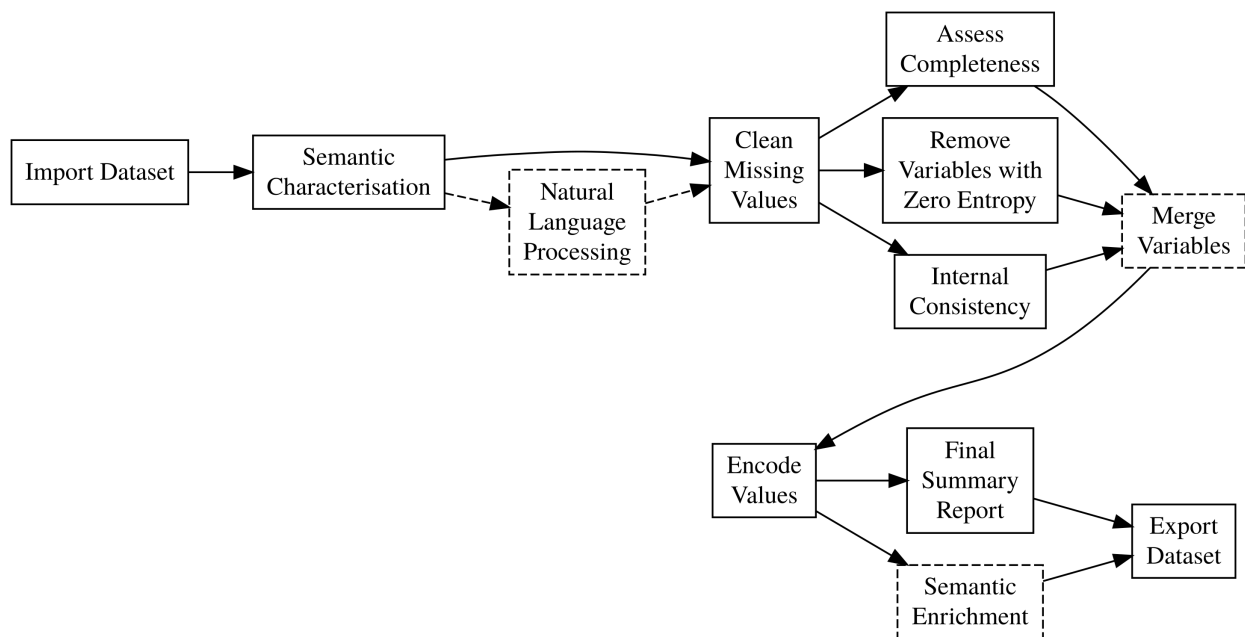 Import Dataset
Semantic
Characterisation
Natural
Language
Processing
Clean
Missing
Values
Assess
Completeness
Remove
Variables with
Zero Entropy
Internal
Consistency
Merge
Variables
Encode
Values
Final
Summary
Report
Semantic
Enrichment
Export
Dataset